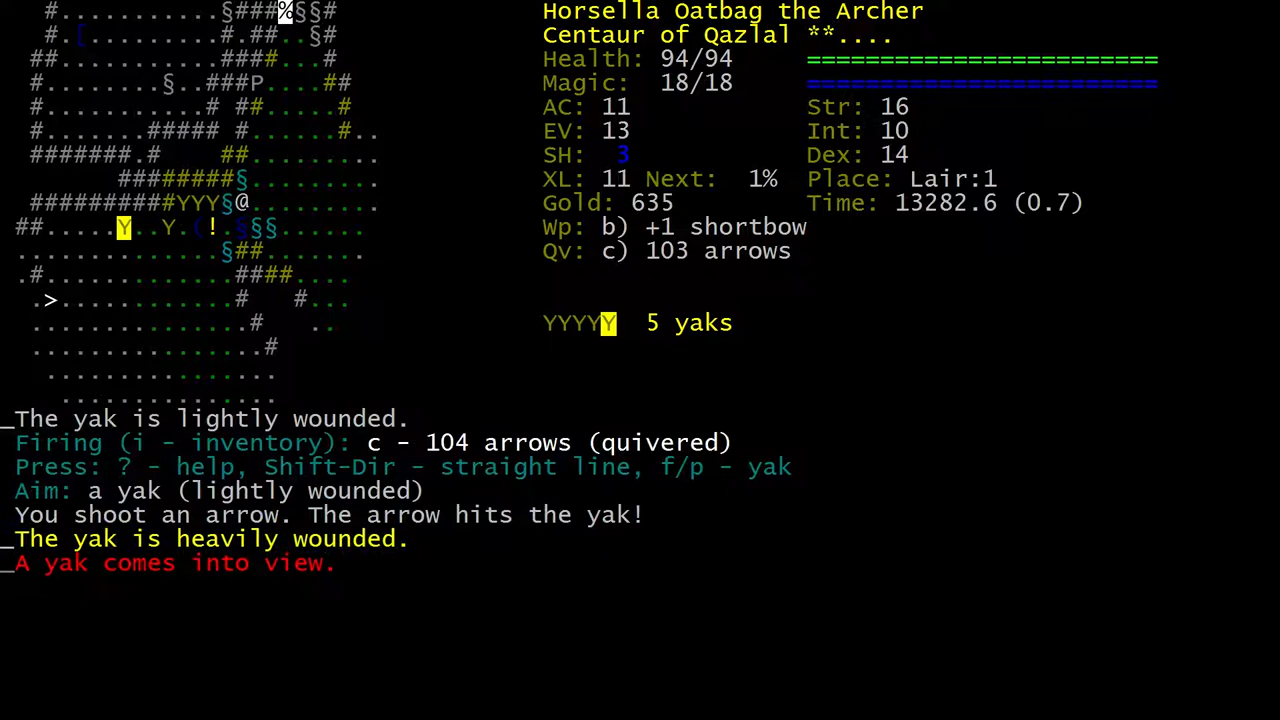 #...........§###%§§#          Horsella Oatbag the Archer
#.[.........#.##..§#          Centaur of Qazlal **....
##...........####...#         Health: 94/94 ========================
#........§..###P....##        Magic: 18/18 ========================
#..........# ##.....#         AC: 11 Str: 16
#.......##### #......#..      EV: 13 Int: 10
#######.#    ##.........      SH: 3 Dex: 14
########§.........            XL: 11 Next: 1% Place: Lair:1
##########YYY§@........       Gold: 635 Time: 13282.6 (0.7)
##.....Y..Y.(!.§§§......      Wp: b) +1 shortbow
..............§##.......      Qv: c) 103 arrows
.#.............####....
.>............#   #...
..............#   ..          YYYYY 5 yaks
...............#
................
..............
_The yak is lightly wounded.
Firing (i - inventory): c - 104 arrows (quivered)
Press: ? - help, Shift-Dir - straight line, f/p - yak
Aim: a yak (lightly wounded)
You shoot an arrow. The arrow hits the yak!
_The yak is heavily wounded.
_A yak comes into view.